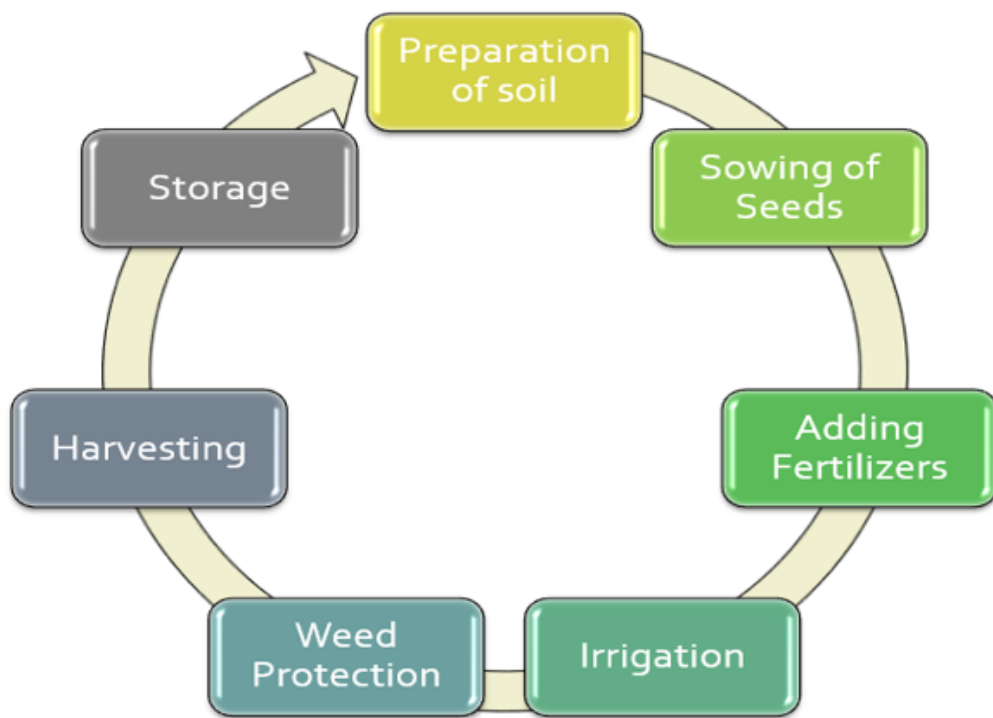 Preparation
of soil
Sowing of
Seeds
Adding
Fertilizers
Irrigation
Weed
Protection
Harvesting
Storage